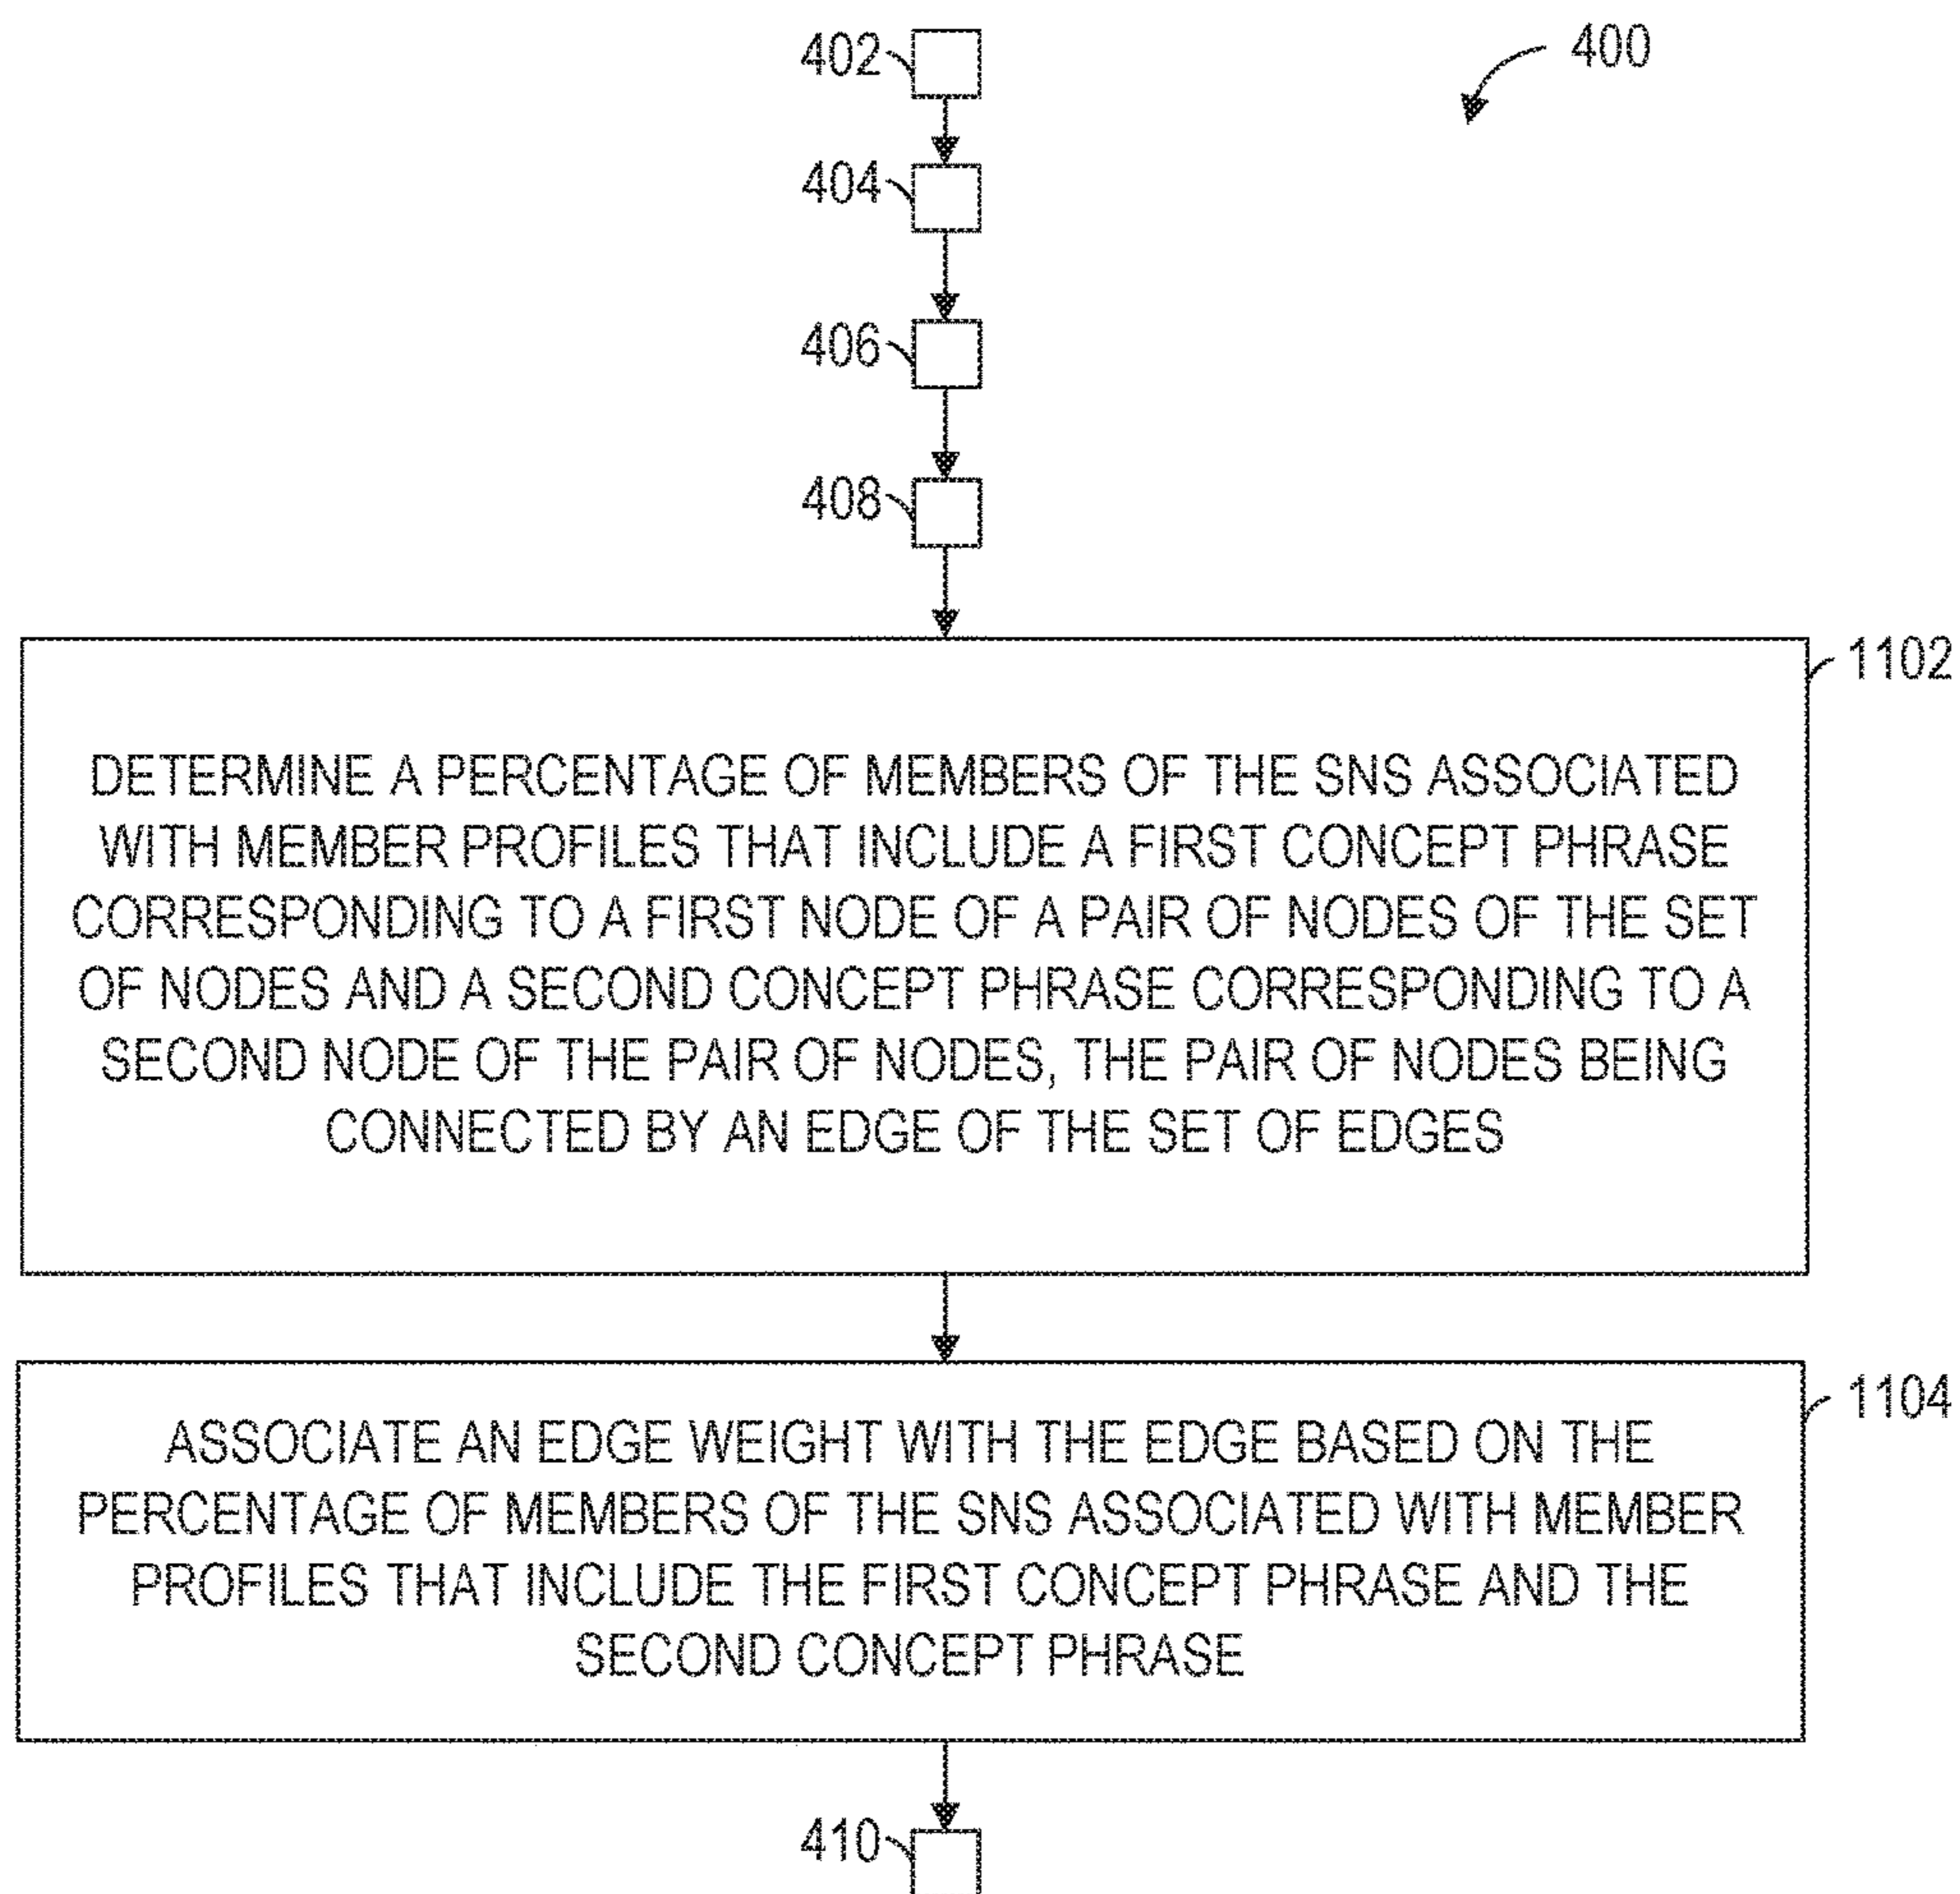 402
400
404
406
408
1102
DETERMINE A PERCENTAGE OF MEMBERS OF THE SNS ASSOCIATED
WITH MEMBER PROFILES THAT INCLUDE A FIRST CONCEPT PHRASE
CORRESPONDING TO A FIRST NODE OF A PAIR OF NODES OF THE SET
OF NODES AND A SECOND CONCEPT PHRASE CORRESPONDING TO A
SECOND NODE OF THE PAIR OF NODES, THE PAIR OF NODES BEING
CONNECTED BY AN EDGE OF THE SET OF EDGES
1104
ASSOCIATE AN EDGE WEIGHT WITH THE EDGE BASED ON THE
PERCENTAGE OF MEMBERS OF THE SNS ASSOCIATED WITH MEMBER
PROFILES THAT INCLUDE THE FIRST CONCEPT PHRASE AND THE
SECOND CONCEPT PHRASE
410